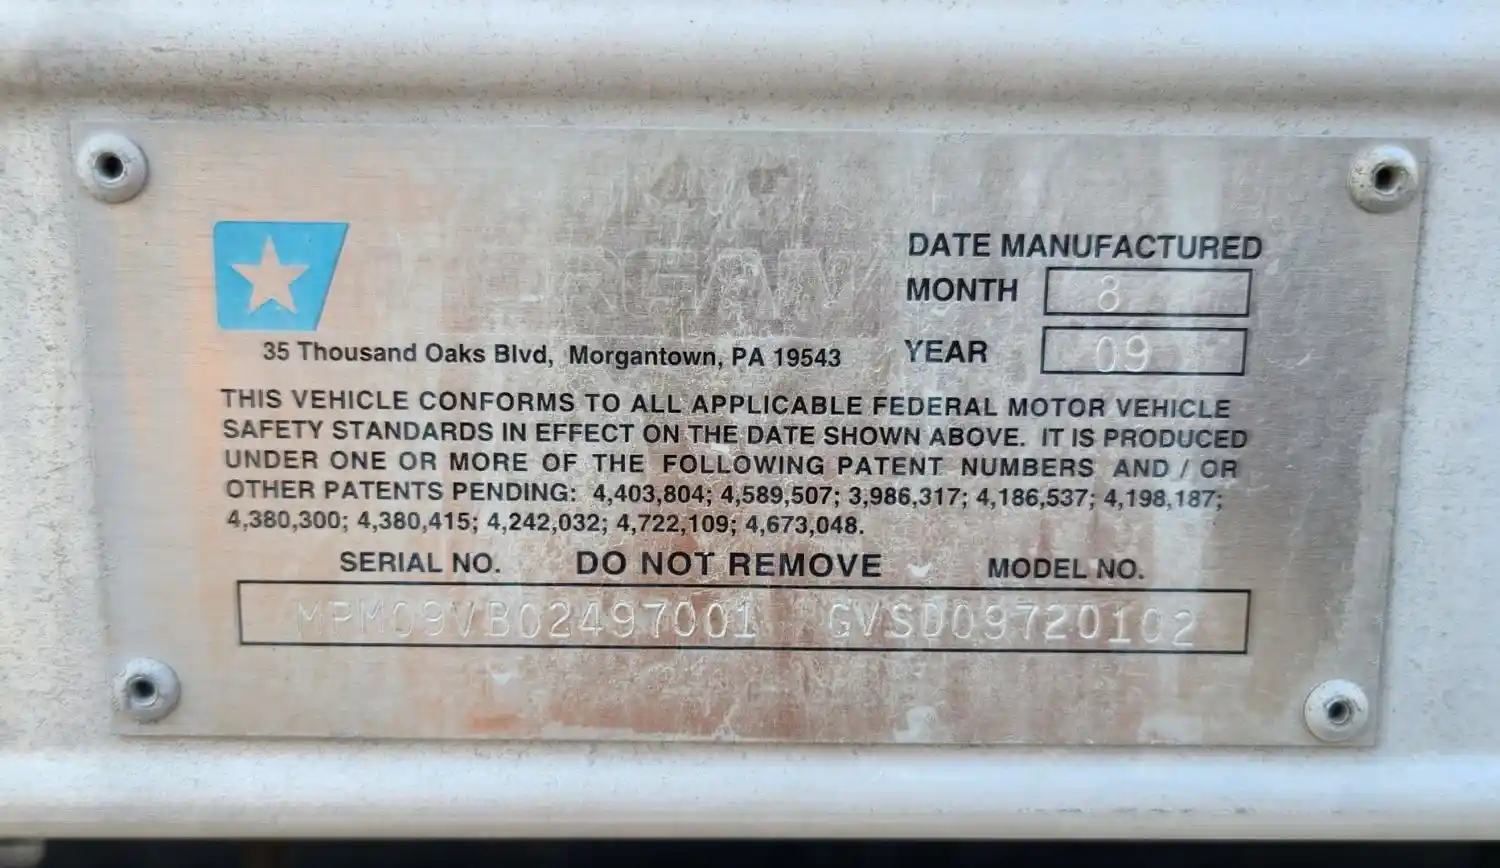 MORGAN
DATE MANUFACTURED
MONTH 8
YEAR 09
35 Thousand Oaks Blvd, Morgantown, PA 19543
THIS VEHICLE CONFORMS TO ALL APPLICABLE FEDERAL MOTOR VEHICLE
SAFETY STANDARDS IN EFFECT ON THE DATE SHOWN ABOVE. IT IS PRODUCED
UNDER ONE OR MORE OF THE FOLLOWING PATENT NUMBERS AND / OR
OTHER PATENTS PENDING: 4,403,804; 4,589,507; 3,986,317; 4,186,537; 4,198,187;
4,380,300; 4,380,415; 4,242,032; 4,722,109; 4,673,048.
SERIAL NO. DO NOT REMOVE MODEL NO.
MPM09VB02497001 GVSD09720102